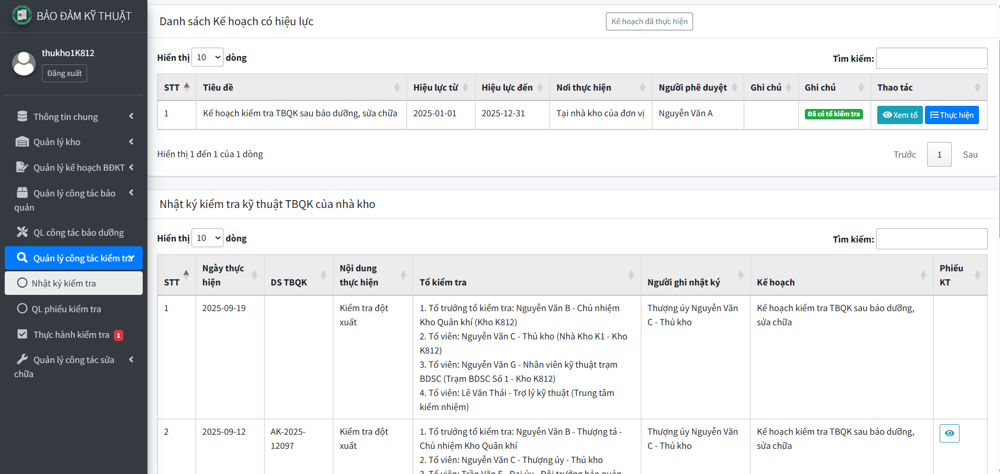 BẢO ĐẢM KỸ THUẬT
thukho1K812
Đăng xuất
Thông tin chung
Quản lý kho
Quản lý kế hoạch BĐKT
Quản lý công tác bảo
quản
QL công tác bảo dưỡng
Quản lý công tác kiểm tra
Nhật ký kiểm tra
QL phiếu kiểm tra
Thực hành kiểm tra 1
Quản lý công tác sửa
chữa
Danh sách Kế hoạch có hiệu lực
Kế hoạch đã thực hiện
Hiển thị 10 dòng
Tìm kiếm:
STT Tiêu đề Hiệu lực từ Hiệu lực đến Nơi thực hiện Người phê duyệt Ghi chú Ghi chú Thao tác
1 Kế hoạch kiểm tra TBQK sau bảo dưỡng, sửa chữa 2025-01-01 2025-12-31 Tại nhà kho của đơn vị Nguyễn Văn A Đã có tổ kiểm tra Xem tổ Thực hiện
Hiển thị 1 đến 1 của 1 dòng
Trước 1 Sau
Nhật ký kiểm tra kỹ thuật TBQK của nhà kho
Hiển thị 10 dòng
Tìm kiếm:
STT
Ngày thực
hiện
DS TBQK
Nội dung
thực hiện
Tổ kiểm tra
Người ghi nhật ký
Kế hoạch
Phiếu
KT
1
2025-09-19
Kiểm tra đột
xuất
1. Tổ trưởng tổ kiểm tra: Nguyễn Văn B - Chủ nhiệm
Kho Quân khí (Kho K812)
2. Tổ viên: Nguyễn Văn C - Thủ kho (Nhà Kho K1 - Kho
K812)
3. Tổ viên: Nguyễn Văn G - Nhân viên kỹ thuật trạm
BDSC (Trạm BDSC Số 1 - Kho K812)
4. Tổ viên: Lê Văn Thái - Trợ lý kỹ thuật (Trung tâm
kiểm nhiệm)
Thượng úy Nguyễn Văn
C - Thủ kho
Kế hoạch kiểm tra TBQK sau bảo dưỡng,
sửa chữa
2
2025-09-12
AK-2025-
12097
Kiểm tra đột
xuất
1. Tổ trưởng tổ kiểm tra: Nguyễn Văn B - Thượng tá -
Chủ nhiệm Kho Quân khí
2. Tổ viên: Nguyễn Văn C - Thượng úy - Thủ kho
3. Tổ viên: Trần Văn E - Đại úy - Đội trưởng bảo quản
Thượng úy Nguyễn Văn
C - Thủ kho
Kế hoạch kiểm tra TBQK sau bảo dưỡng,
sửa chữa